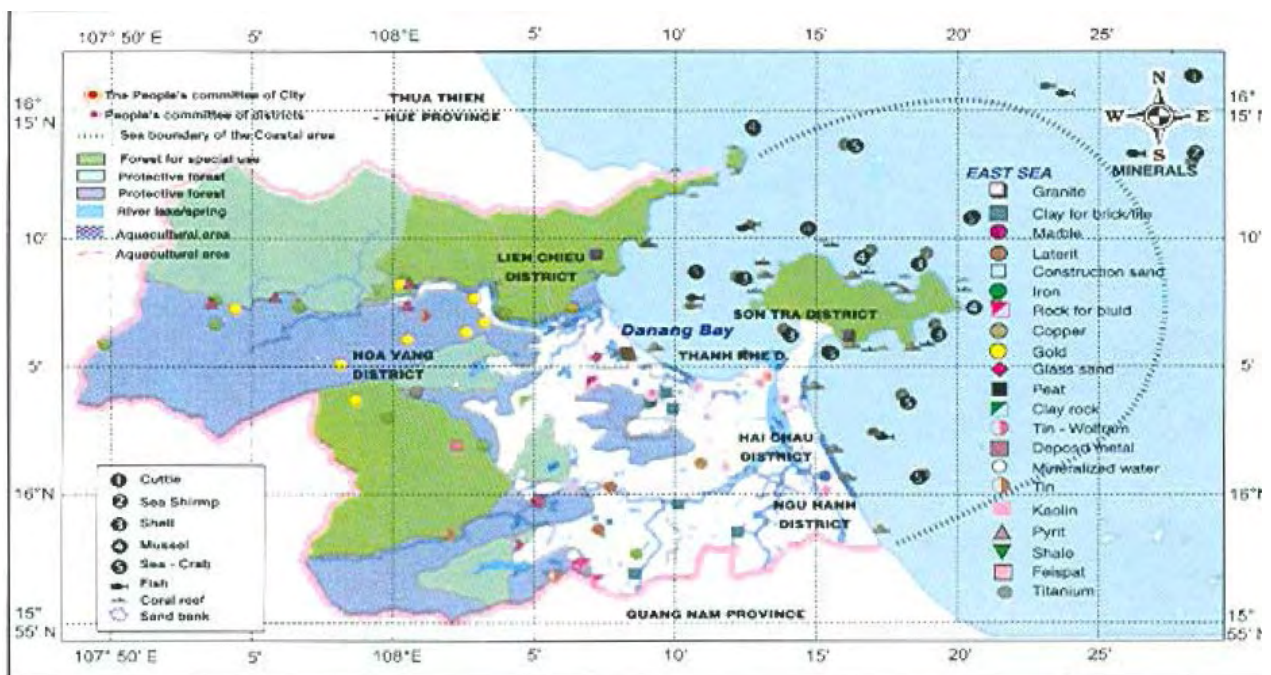 107° 50' E 5' 108°E 5' 10' 15' 20' 25'
16°
15' N
10'
5'
16°N
15°
55' N
16°
15' N
10'
5'
16°N
15°
55' N
107° 50' E 5' 108°E 5' 10' 15' 20' 25'
The People's committee of City
People's committee of districts
Sea boundary of the Coastal area
Forest for special use
Protective forest
Protective forest
River lake/spring
Aquacultural area
Aquacultural area
THUA THIEN
- HUE PROVINCE
LIEN CHIEU
DISTRICT
SON TRA DISTRICT
Danang Bay
THANH KHE D.
HOA VANG
DISTRICT
HAI CHAU
DISTRICT
NGU HANH
DISTRICT
QUANG NAM PROVINCE
N
W E
S
MINERALS
EAST SEA
Granite
Clay for brick/tile
Marble
Laterit
Construction sand
Iron
Rock for biuld
Copper
Gold
Glass sand
Peat
Clay rock
Tin - Wolfram
metal
Mineralized water
Tin
Kaolin
Pyrit
Shale
Felspat
Titanium
1 Cuttle
2 Sea Shirmp
3 Shell
4 Mussel
5 Sea - Crab
Fish
Coral reef
Sand bank